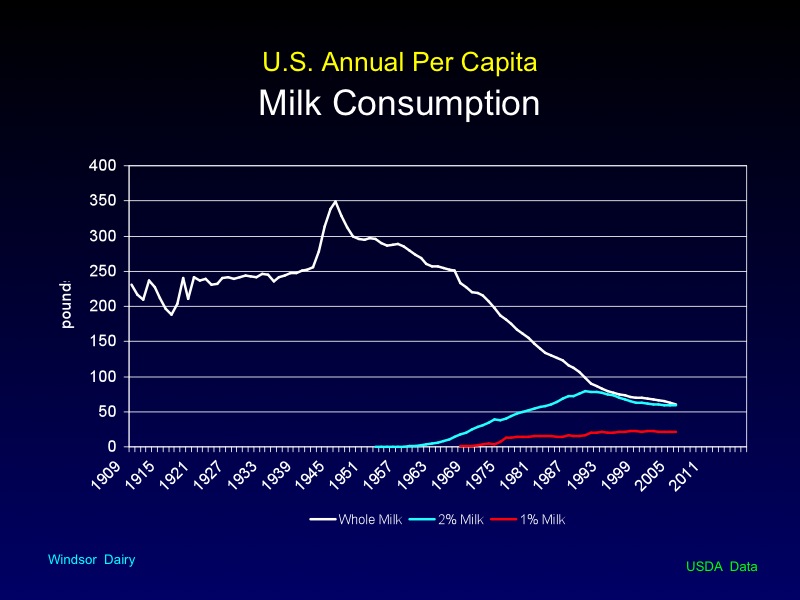 U.S. Annual Per Capita
Milk Consumption
400
350
300
250
200
150
100
50
0
pounds
1909 1915 1921 1927 1933 1939 1945 1951 1957 1963 1969 1975 1981 1987 1993 1999 2005 2011
Whole Milk 2% Milk 1% Milk
Windsor Dairy
USDA Data